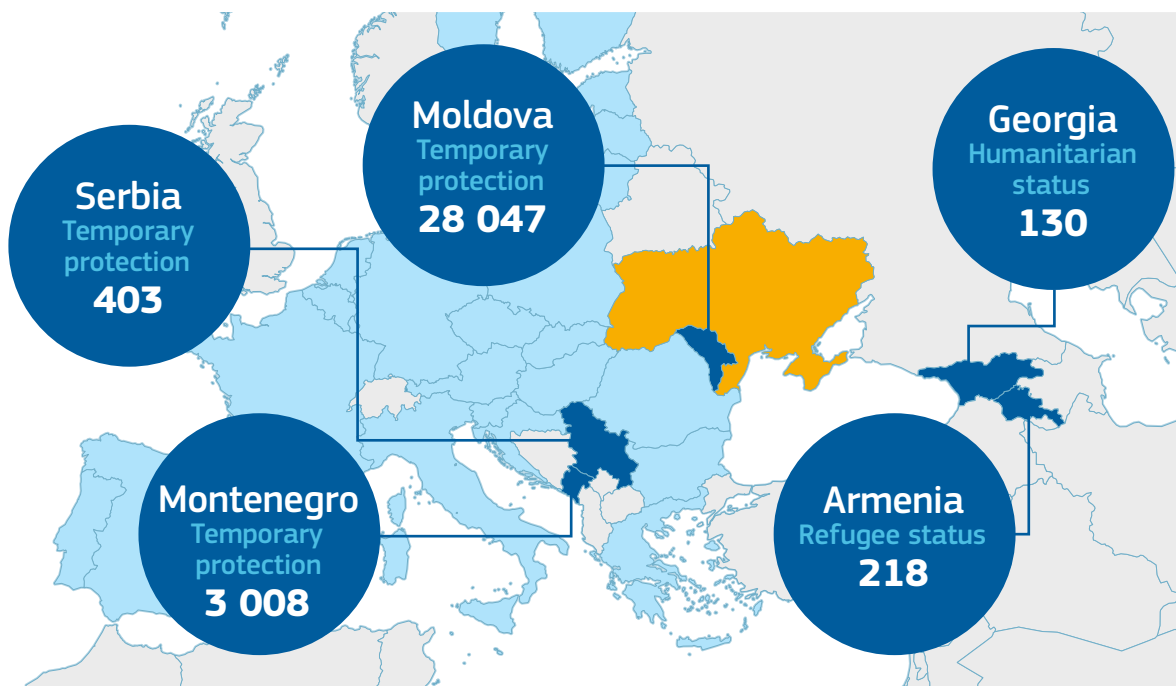 Moldova
Temporary
protection
28 047
Georgia
Humanitarian
status
130
Serbia
Temporary
protection
403
Montenegro
Temporary
protection
3 008
Armenia
Refugee status
218